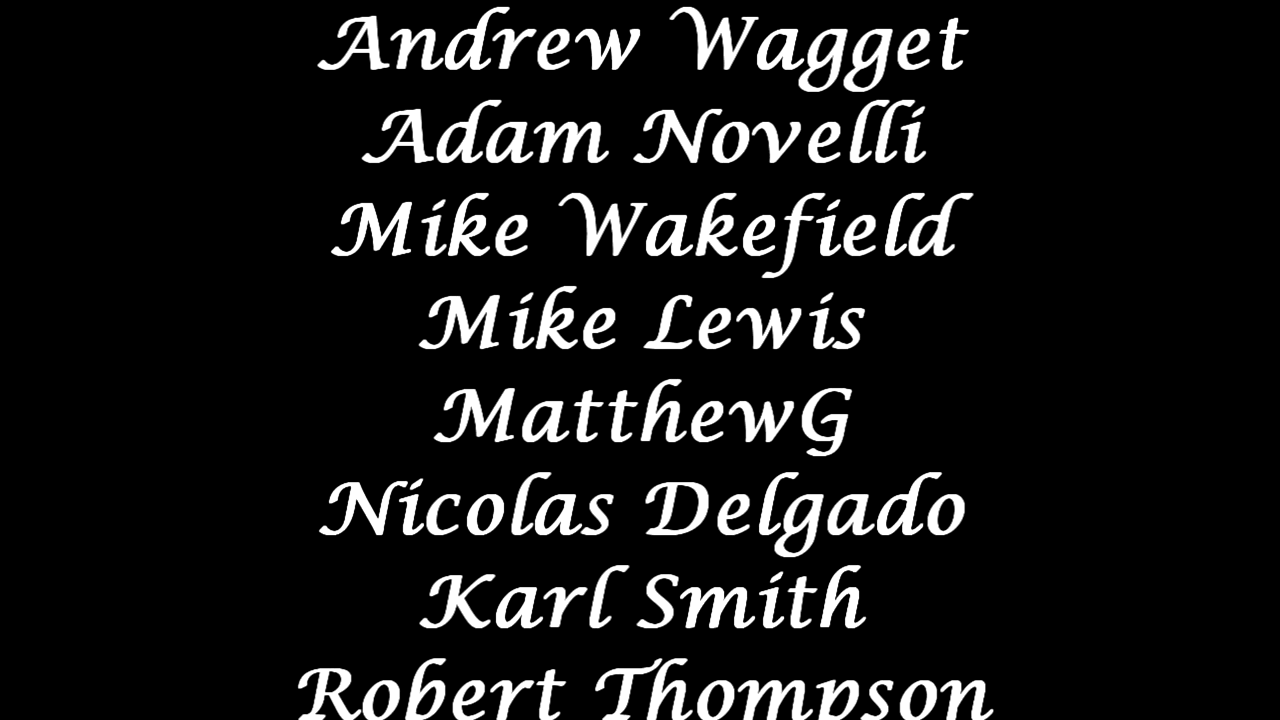 Andrew Wagget
Adam Novelli
Mike Wakefield
Mike Lewis
MatthewG
Nicolas Delgado
Karl Smith
Robert Thompson